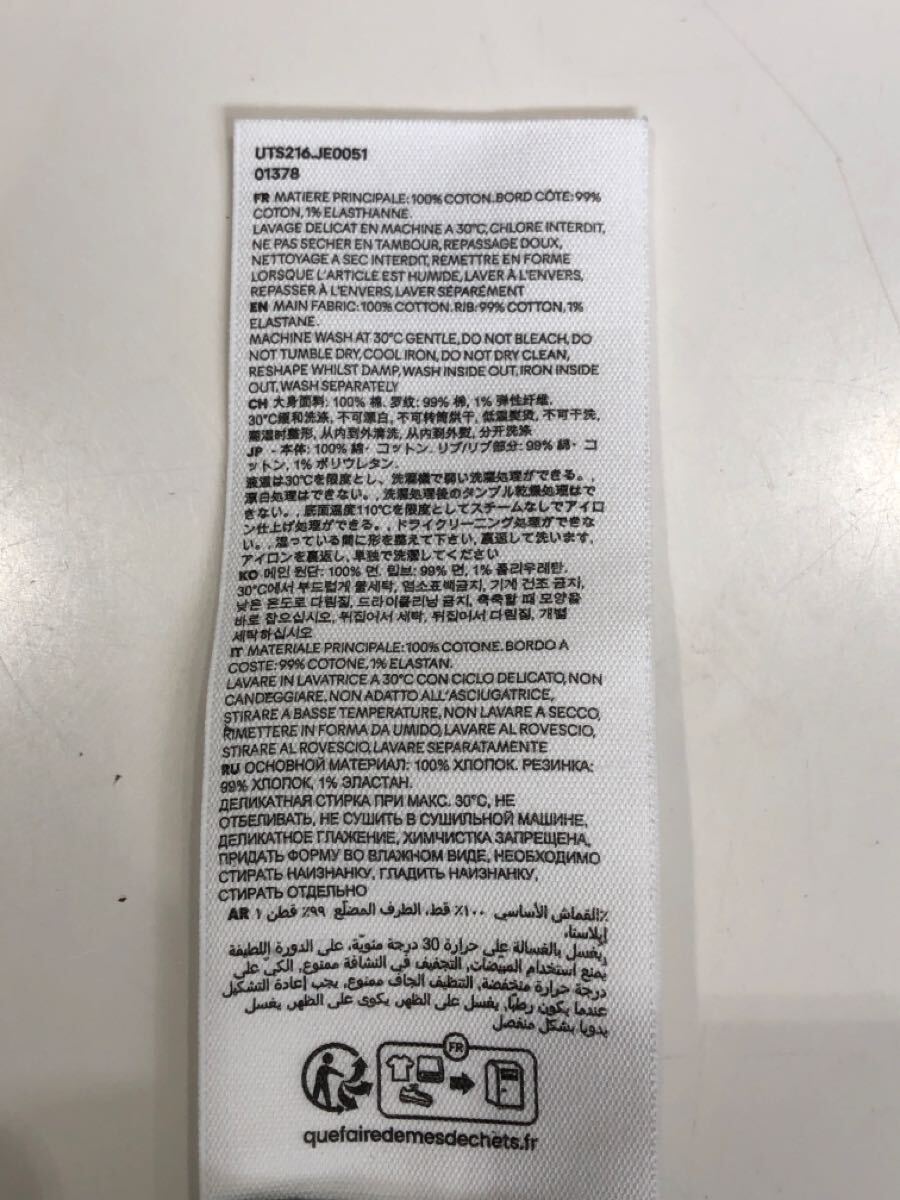 UTS216.JE0051
01378
FR MATIERE PRINCIPALE: 100% COTON. BORD CÔTE: 99%
COTON, 1% ELASTHANNE.
LAVAGE DELICAT EN MACHINE A 30°C, CHLORE INTERDIT,
NE PAS SECHER EN TAMBOUR, REPASSAGE DOUX,
NETTOYAGE A SEC INTERDIT, REMETTRE EN FORME
LORSQUE L'ARTICLE EST HUMIDE, LAVER À L'ENVERS,
REPASSER À L'ENVERS, LAVER SÉPARÉMENT
EN MAIN FABRIC: 100% COTTON. RIB: 99% COTTON, 1%
ELASTANE.
MACHINE WASH AT 30°C GENTLE, DO NOT BLEACH, DO
NOT TUMBLE DRY, COOL IRON, DO NOT DRY CLEAN,
RESHAPE WHILST DAMP, WASH INSIDE OUT, IRON INSIDE
OUT, WASH SEPARATELY
CH 大身面料: 100% 棉. 罗纹: 99% 棉, 1% 弹性纤维.
30°C缓和洗涤, 不可漂白, 不可转筒烘干, 低温熨烫, 不可干洗,
潮湿时整形, 从内到外清洗, 从内到外熨, 分开洗涤
JP - 本体: 100% 綿・コットン. リブ/リブ部分: 99% 綿・コ
ットン, 1% ポリウレタン.
液温は30°Cを限度とし、洗濯機で弱い洗濯処理ができる。,
漂白処理はできない。, 洗濯処理後のタンブル乾燥処理はで
きない。, 底面温度110°Cを限度としてスチームなしでアイロ
ン仕上げ処理ができる。, ドライクリーニング処理ができな
い。, 湿っている間に形を整えて下さい, 裏返して洗います,
アイロンを裏返し, 単独で洗濯してください
KO 메인 원단: 100% 면. 립브: 99% 면, 1% 폴리우레탄.
30°C에서 부드럽게 물세탁, 염소표백금지, 기계 건조 금지,
낮은 온도로 다림질, 드라이클리닝 금지, 축축할 때 모양을
바로 잡으십시오, 뒤집어서 세탁, 뒤집어서 다림질, 개별
세탁하십시오
IT MATERIALE PRINCIPALE: 100% COTONE. BORDO A
COSTE: 99% COTONE, 1% ELASTAN.
LAVARE IN LAVATRICE A 30°C CON CICLO DELICATO, NON
CANDEGGIARE, NON ADATTO ALL'ASCIUGATRICE,
STIRARE A BASSE TEMPERATURE, NON LAVARE A SECCO,
RIMETTERE IN FORMA DA UMIDO, LAVARE AL ROVESCIO,
STIRARE AL ROVESCIO, LAVARE SEPARATAMENTE
RU ОСНОВНОЙ МАТЕРИАЛ: 100% ХЛОПОК. РЕЗИНКА:
99% ХЛОПОК, 1% ЭЛАСТАН.
ДЕЛИКАТНАЯ СТИРКА ПРИ МАКС. 30°C, НЕ
ОТБЕЛИВАТЬ, НЕ СУШИТЬ В СУШИЛЬНОЙ МАШИНЕ,
ДЕЛИКАТНОЕ ГЛАЖЕНИЕ, ХИМЧИСТКА ЗАПРЕЩЕНА,
ПРИДАТЬ ФОРМУ ВО ВЛАЖНОМ ВИДЕ, НЕОБХОДИМО
СТИРАТЬ НАИЗНАНКУ, ГЛАДИТЬ НАИЗНАНКУ,
СТИРАТЬ ОТДЕЛЬНО
AR القماش الأساسي ١٠٠٪ قط، الطرف المضلّع ٩٩٪ قطن ١٪
إيلاستا،
يغسل بالغسالة على حرارة 30 درجة مئويّة، على الدورة اللطيفة
يمنع استخدام المبيّضات, التجفيف في النشافة ممنوع, الكيّ على
درجة حرارة منخفضة, التنظيف الجاف ممنوع, يجب إعادة التشكيل
عندما يكون رطبًا, يغسل على الظهر, يكوى على الظهر, يغسل
يدويا بشكل منفصل
FR
quefairedemesdechets.fr